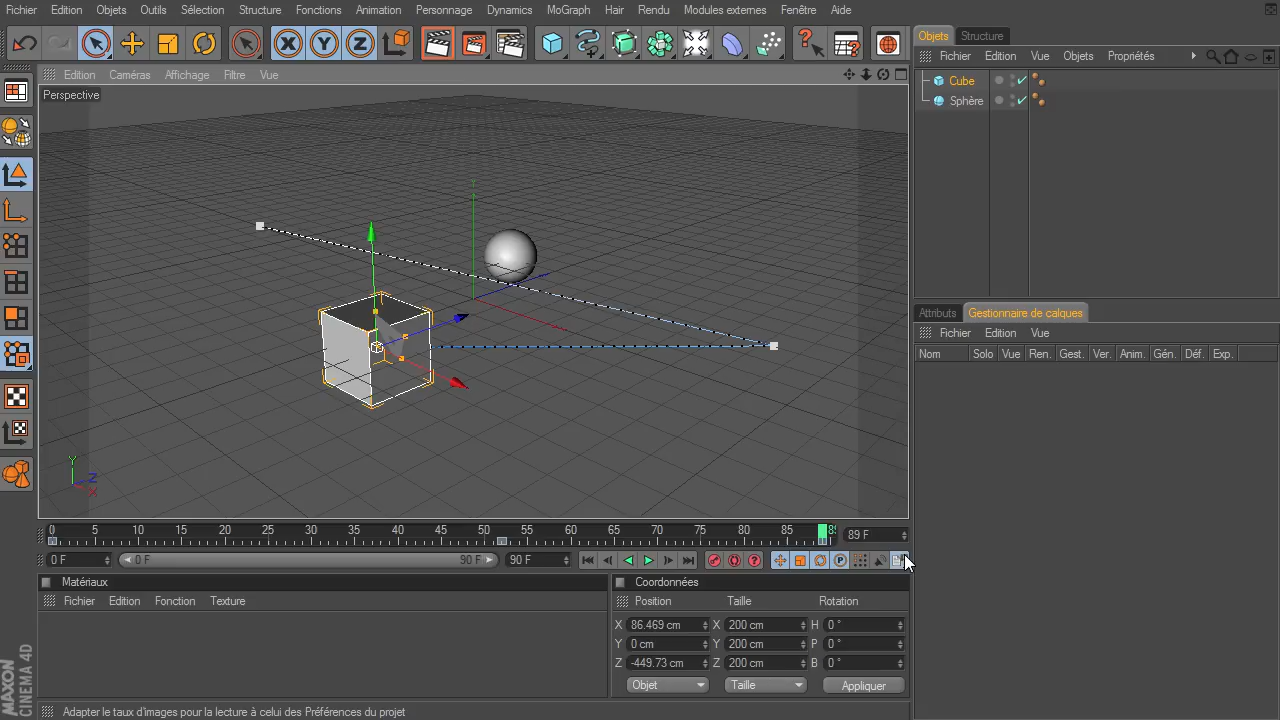 Fichier Edition Objets Outils Sélection Structure Fonctions Animation Personnage Dynamics MoGraph Hair Rendu Modules externes Fenêtre Aide
Objets Structure
Fichier Edition Vue Objets Propriétés
Edition Caméras Affichage Filtre Vue
Perspective
Cube
Sphère
Attributs Gestionnaire de calques
Fichier Edition Vue
Nom Solo Vue Ren. Gest. Ver. Anim. Gén. Déf. Exp.
Y
Z
X
0 5 10 15 20 25 30 35 40 45 50 55 60 65 70 75 80 85 89 F
0 F 0 F 90 F 90 F
Matériaux
Fichier Edition Fonction Texture
Coordonnées
Position Taille Rotation
X 86.469 cm X 200 cm H 0 °
Y 0 cm Y 200 cm P 0 °
Z -449.73 cm Z 200 cm B 0 °
Objet Taille Appliquer
MAXON
CINEMA 4D
Adapter le taux d'images pour la lecture à celui des Préférences du projet